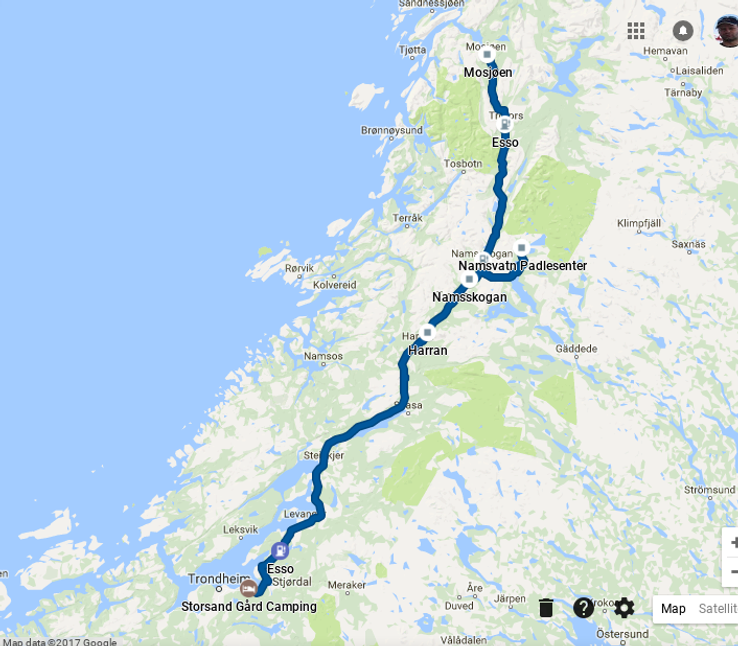 Sandnessjøen
Mosjøen
Tjøtta
Mosjøen
Hemavan
Laisaliden
Tärnaby
Brønnøysund
Esso
Tosbotn
Terråk
Klimpfjäll
Saxnäs
Namsvatn Padlesenter
Rørvik
Kolvereid
Namsskogan
Harran
Gäddede
Namsos
Snåsa
Steinkjer
Strömsund
Levanger
Leksvik
Esso
Trondheim
Stjørdal
Meraker
Storsand Gård Camping
Åre
Duved
Järpen
Krokom
Map
Satellit
Östersund
Vålådalen
Map data ©2017 Google